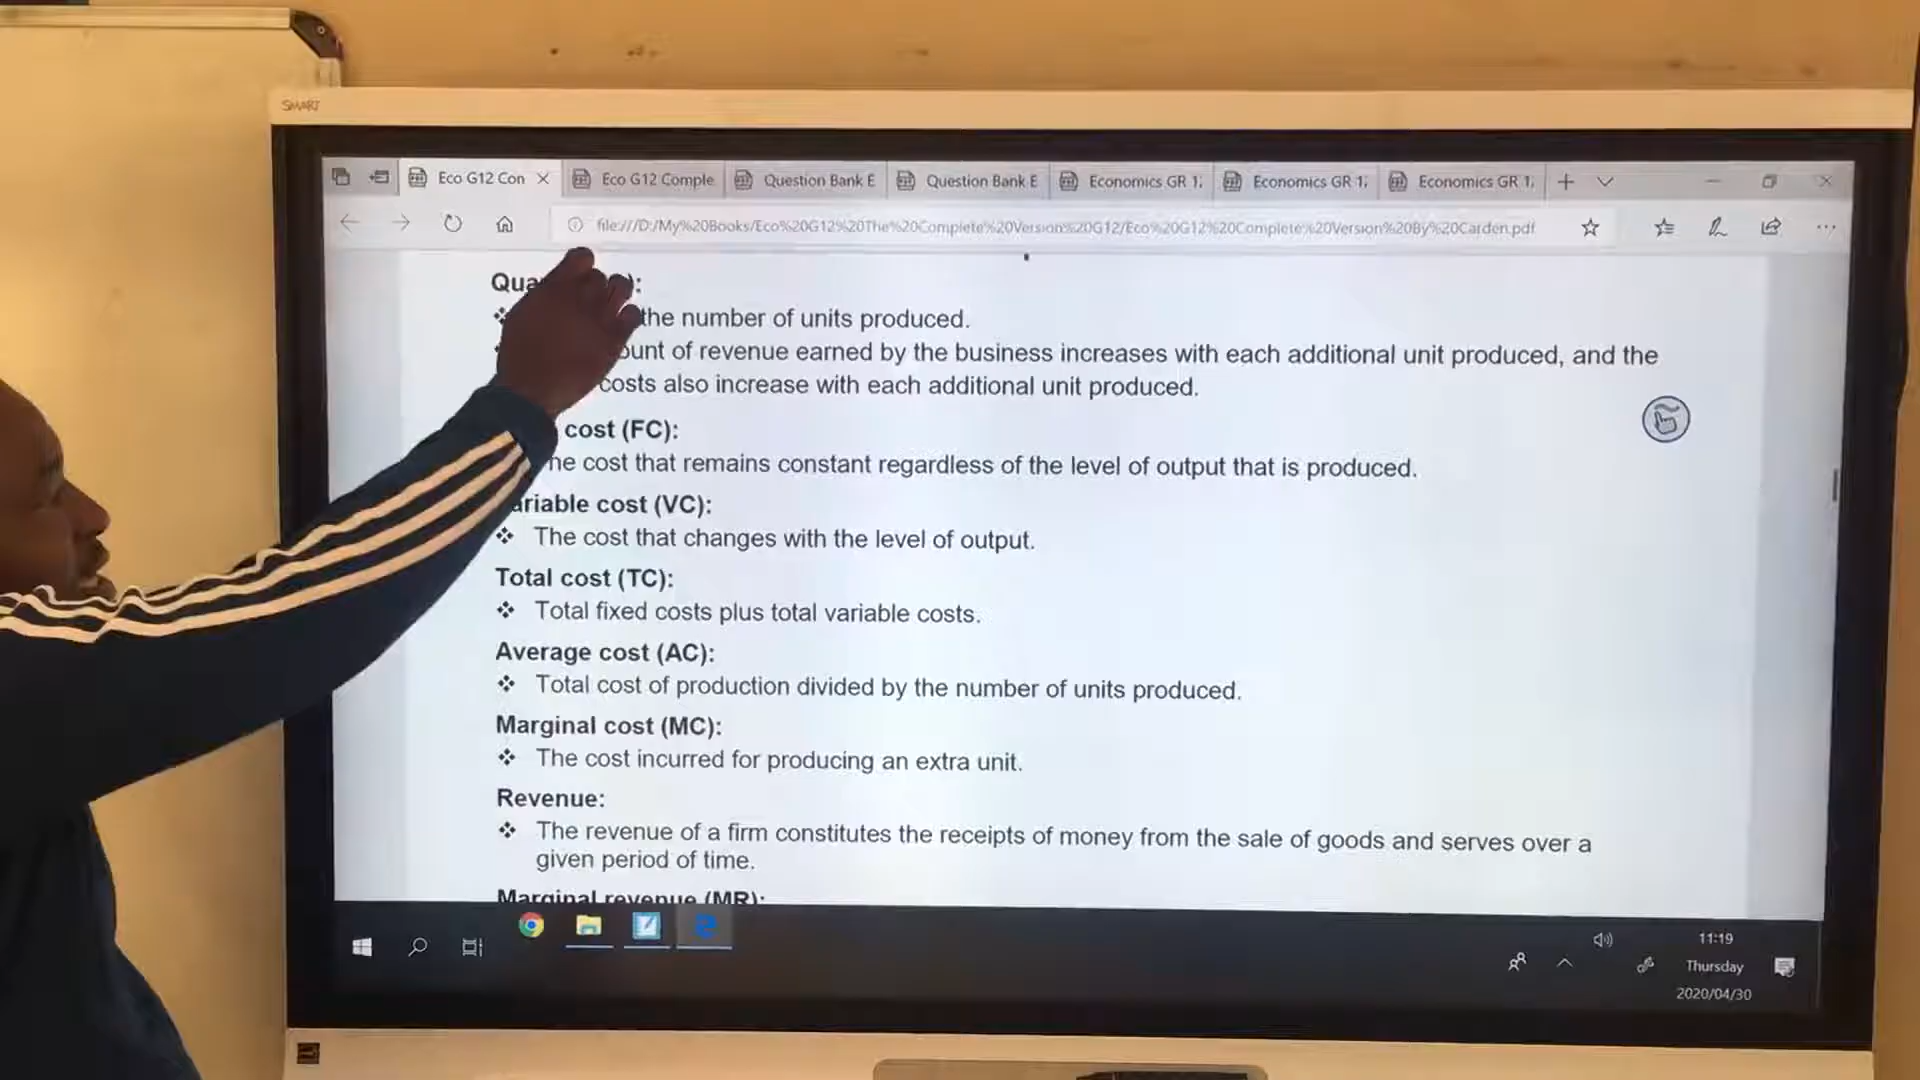 SMART
Eco G12 Con
Eco G12 Comple
Question Bank E
Question Bank E
Economics GR 1
Economics GR 1
Economics GR 1
file:///D:/My%20Books/Eco%20G12%20The%20Complete%20Version%20G12/Eco%20G12%20Complete%20Version%20By%20Carden.pdf
Qua ):
the number of units produced.
ount of revenue earned by the business increases with each additional unit produced, and the
costs also increase with each additional unit produced.
cost (FC):
he cost that remains constant regardless of the level of output that is produced.
ariable cost (VC):
❖ The cost that changes with the level of output.
Total cost (TC):
❖ Total fixed costs plus total variable costs.
Average cost (AC):
❖ Total cost of production divided by the number of units produced.
Marginal cost (MC):
❖ The cost incurred for producing an extra unit.
Revenue:
❖ The revenue of a firm constitutes the receipts of money from the sale of goods and serves over a
given period of time.
Marginal revenue (MR):
11:19
Thursday
2020/04/30